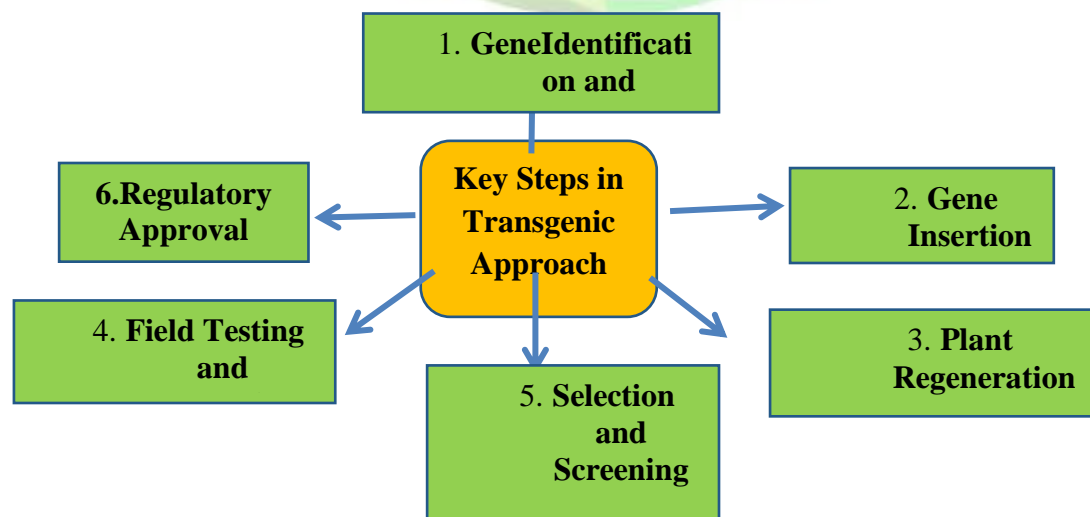 1. GeneIdentificati
on and
Key Steps in
Transgenic
Approach
6.Regulatory
Approval
2. Gene
Insertion
4. Field Testing
and
3. Plant
Regeneration
5. Selection
and
Screening